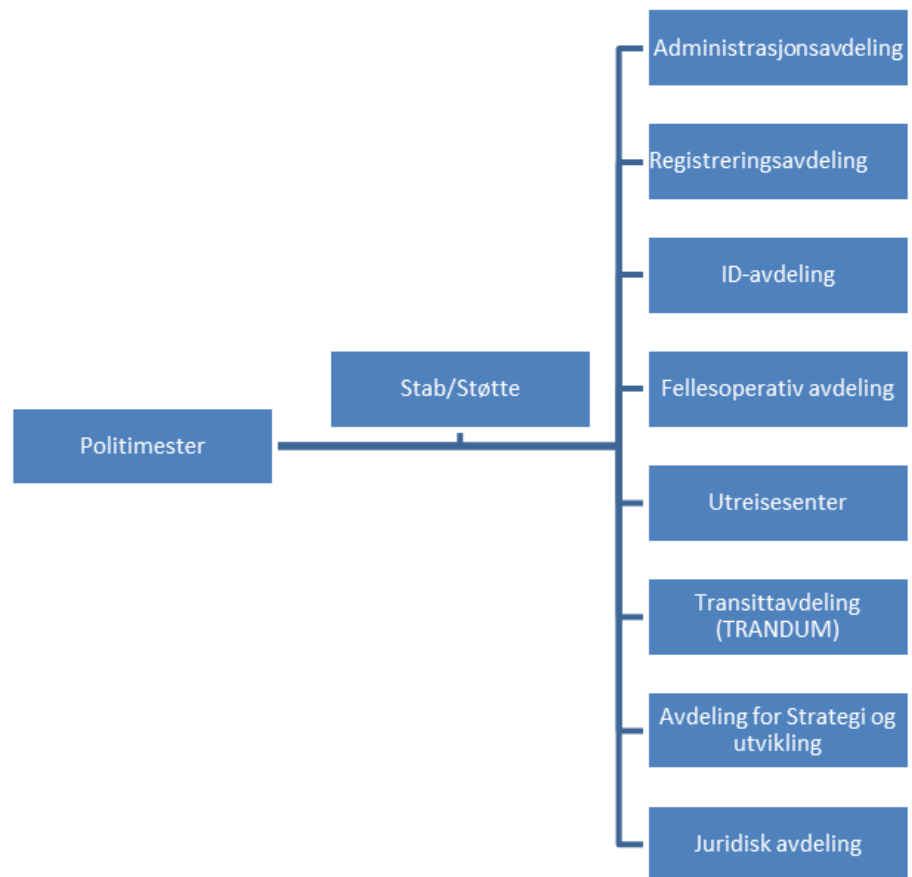 Politimester
Stab/Støtte
Administrasjonsavdeling
Registreringsavdeling
ID-avdeling
Fellesoperativ avdeling
Utreisesenter
Transittavdeling
(TRANDUM)
Avdeling for Strategi og
utvikling
Juridisk avdeling